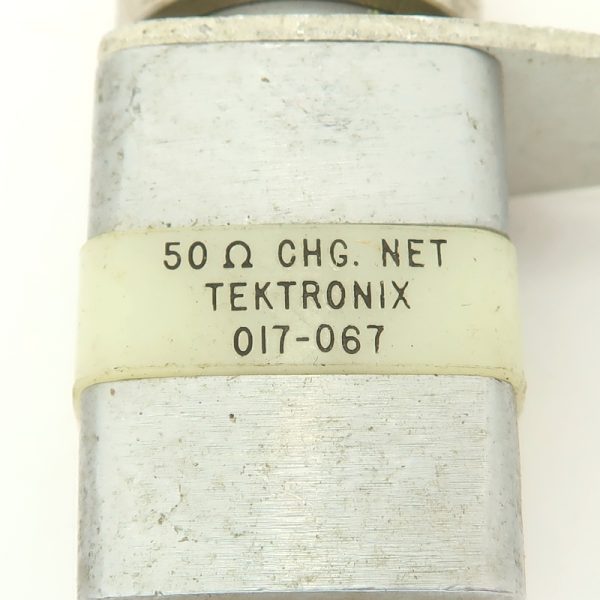 50 Ω CHG. NET
TEKTRONIX
017-067